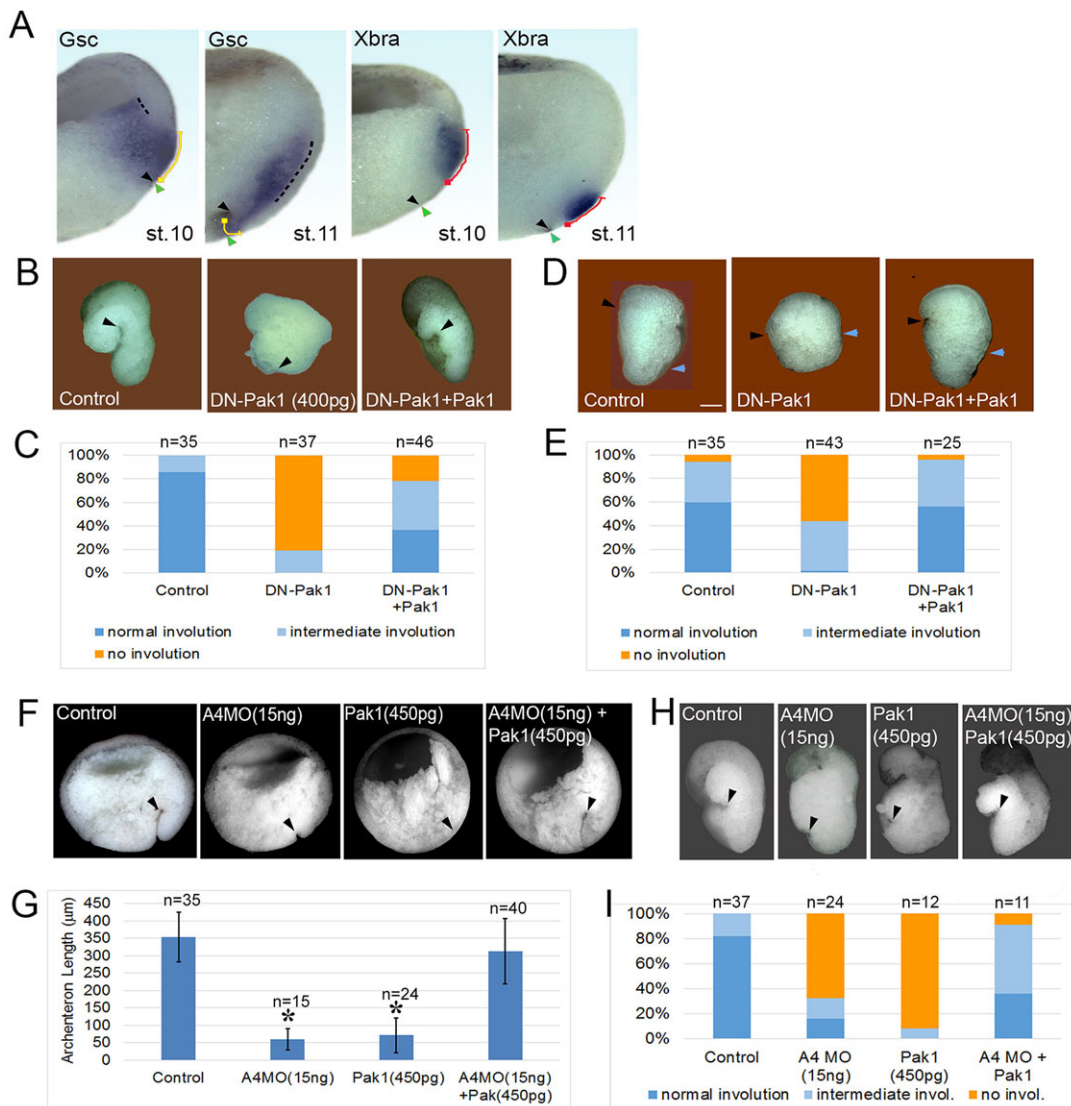 A
Gsc
Gsc
Xbra
Xbra
st.10
st.11
st.10
st.11
B
Control
DN-Pak1 (400pg)
DN-Pak1+Pak1
D
Control
DN-Pak1
DN-Pak1+Pak1
C
n=35
n=37
n=46
100%
80%
60%
40%
20%
0%
Control
DN-Pak1
DN-Pak1
+Pak1
normal involution
intermediate involution
no involution
E
n=35
n=43
n=25
100%
80%
60%
40%
20%
0%
Control
DN-Pak1
DN-Pak1
+Pak1
normal involution
intermediate involution
no involution
F
Control
A4MO(15ng)
Pak1(450pg)
A4MO(15ng) +
Pak1(450pg)
H
Control
A4MO
(15ng)
Pak1
(450pg)
A4MO(15ng)
Pak1(450pg)
G
Archenteron Length (µm)
450
400
350
300
250
200
150
100
50
0
n=35
n=15
*
n=24
*
n=40
Control
A4MO(15ng)
Pak1(450pg)
A4MO(15ng)
+Pak(450pg)
I
n=37
n=24
n=12
n=11
100%
80%
60%
40%
20%
0%
Control
A4 MO
(15ng)
Pak1
(450pg)
A4 MO +
Pak1
normal involution
intermediate invol.
no invol.